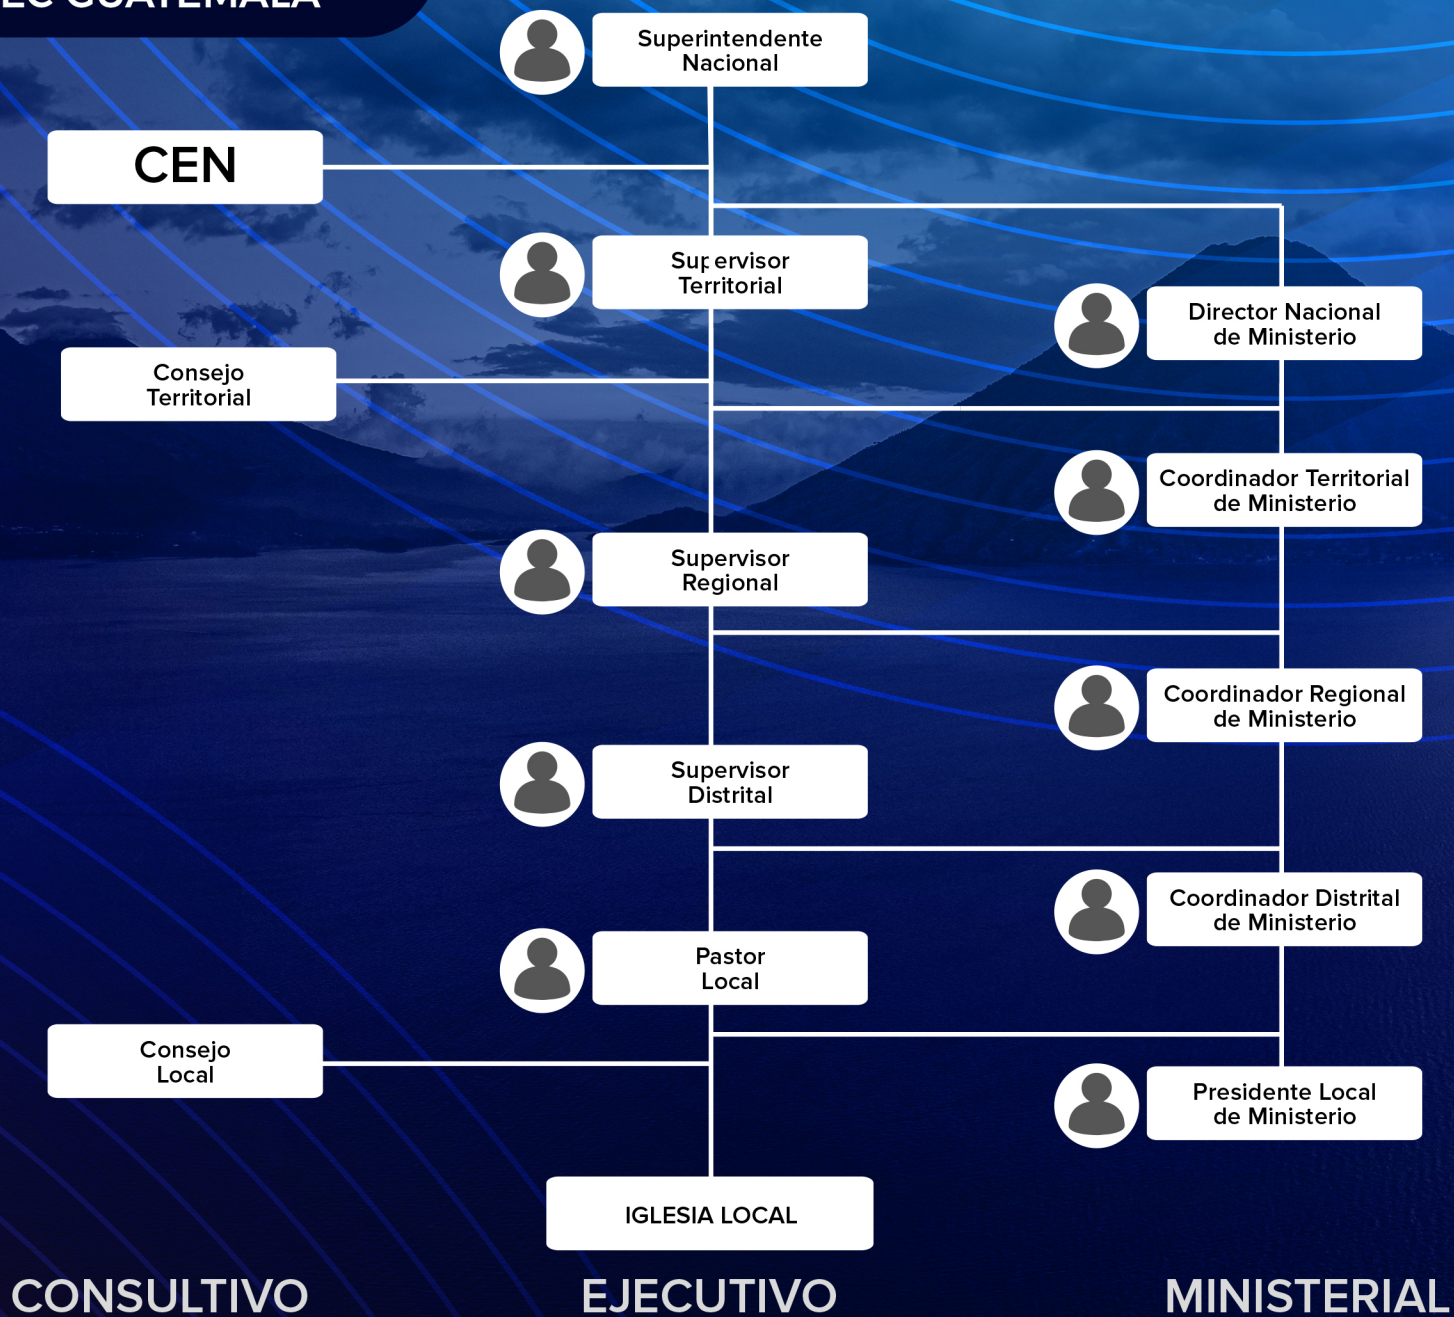 GUATEMALA
Superintendente
Nacional
CEN
Supervisor
Territorial
Director Nacional
de Ministerio
Consejo
Territorial
Coordinador Territorial
de Ministerio
Supervisor
Regional
Coordinador Regional
de Ministerio
Supervisor
Distrital
Coordinador Distrital
de Ministerio
Pastor
Local
Consejo
Local
Presidente Local
de Ministerio
IGLESIA LOCAL
CONSULTIVO
EJECUTIVO
MINISTERIAL